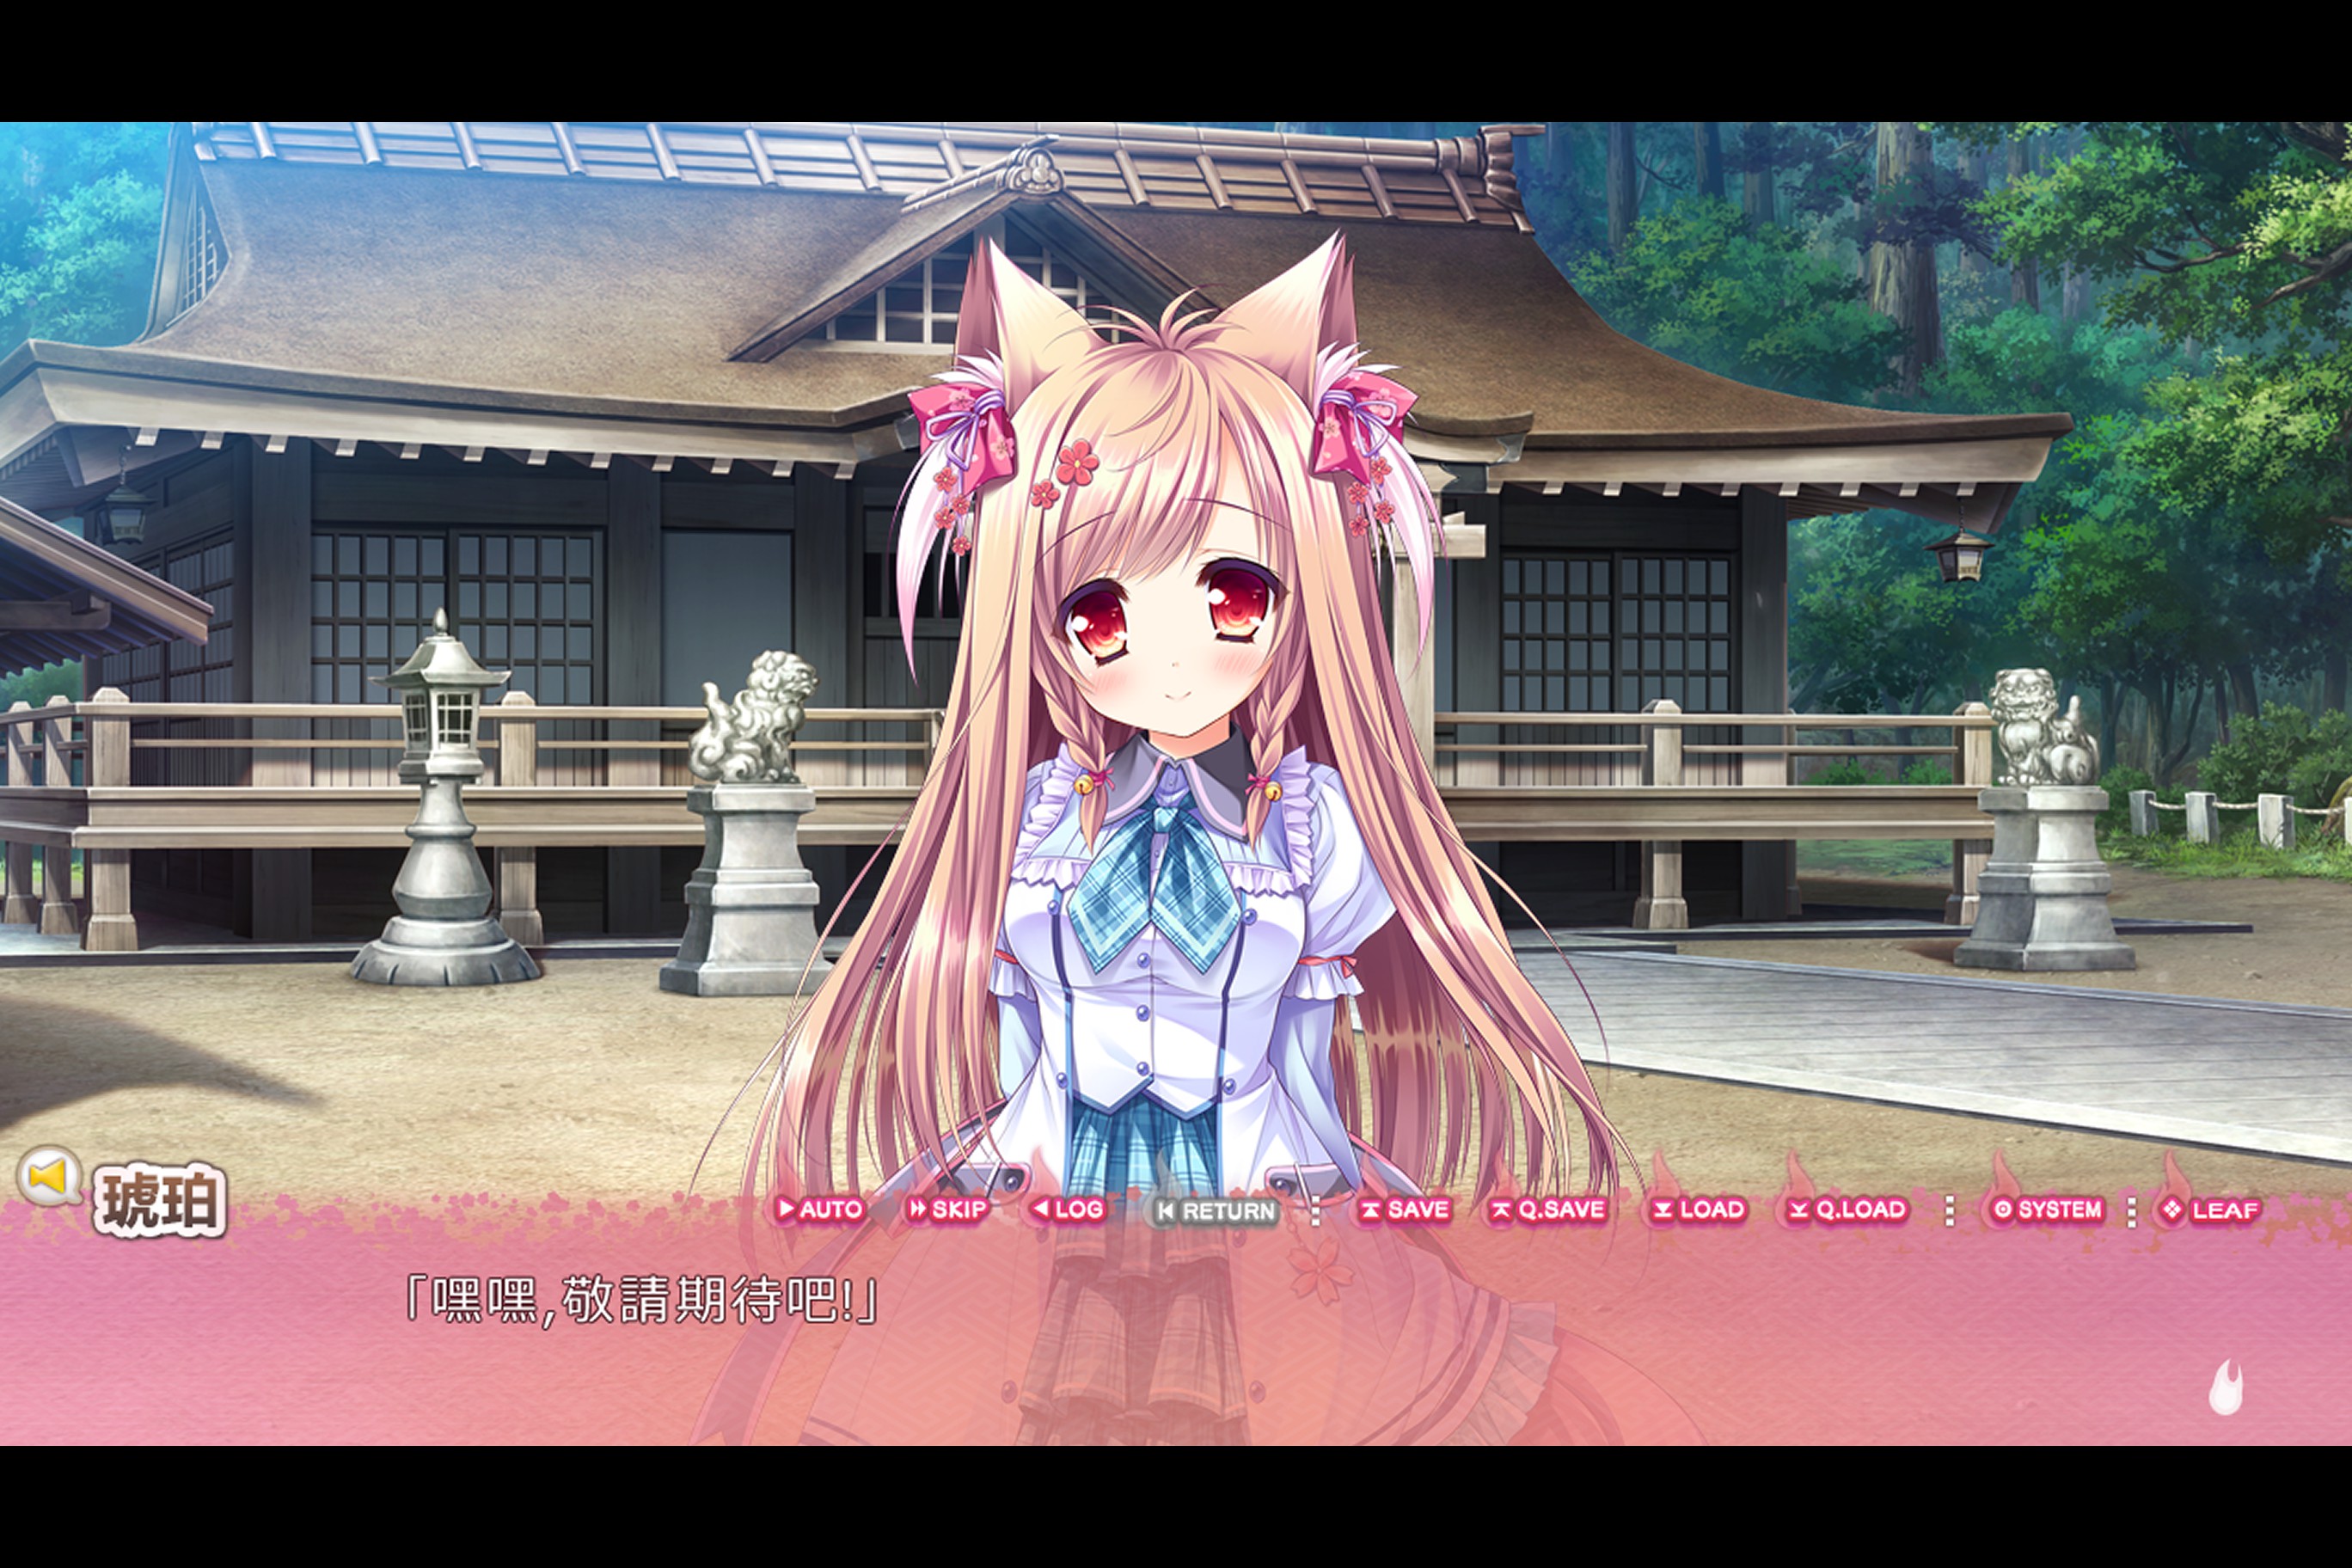 琥珀
AUTO SKIP LOG RETURN SAVE Q.SAVE LOAD Q.LOAD SYSTEM LEAF
「嘿嘿,敬請期待吧!」